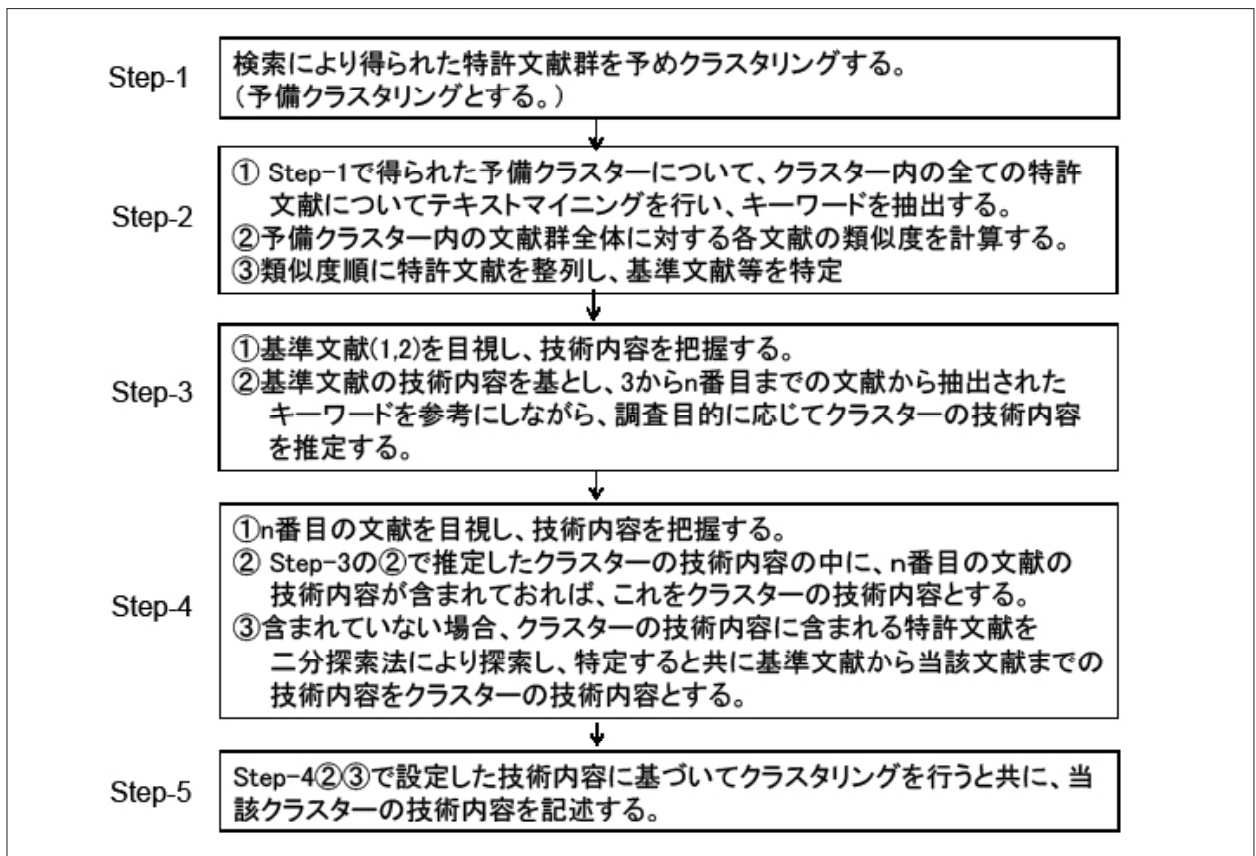 Step-1
検索により得られた特許文献群を予めクラスタリングする。
（予備クラスタリングとする。）
Step-2
① Step-1で得られた予備クラスターについて、クラスター内の全ての特許
文献についてテキストマイニングを行い、キーワードを抽出する。
②予備クラスター内の文献群全体に対する各文献の類似度を計算する。
③類似度順に特許文献を整列し、基準文献等を特定
Step-3
①基準文献(1,2)を目視し、技術内容を把握する。
②基準文献の技術内容を基とし、3からn番目までの文献から抽出された
キーワードを参考にしながら、調査目的に応じてクラスターの技術内容
を推定する。
Step-4
①n番目の文献を目視し、技術内容を把握する。
② Step-3の②で推定したクラスターの技術内容の中に、n番目の文献の
技術内容が含まれておれば、これをクラスターの技術内容とする。
③含まれていない場合、クラスターの技術内容に含まれる特許文献を
二分探索法により探索し、特定すると共に基準文献から当該文献までの
技術内容をクラスターの技術内容とする。
Step-5
Step-4②③で設定した技術内容に基づいてクラスタリングを行うと共に、当
該クラスターの技術内容を記述する。